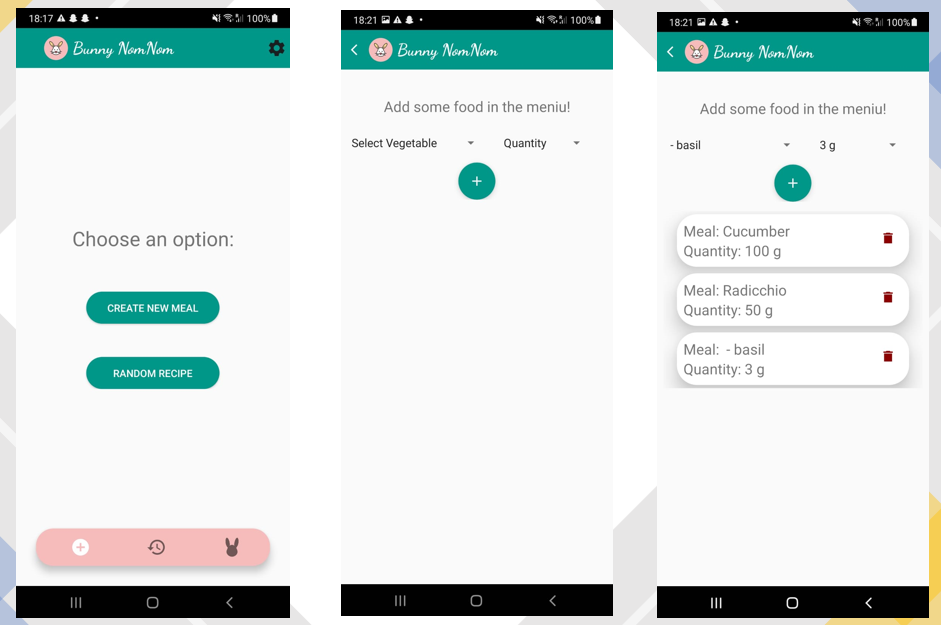 18:17
100%
Bunny NomNom
Choose an option:
CREATE NEW MEAL
RANDOM RECIPE
18:21
100%
Bunny NomNom
Add some food in the meniu!
Select Vegetable
Quantity
+
18:21
100%
Bunny NomNom
Add some food in the meniu!
- basil
3 g
+
Meal: Cucumber
Quantity: 100 g
Meal: Radicchio
Quantity: 50 g
Meal:  - basil
Quantity: 3 g